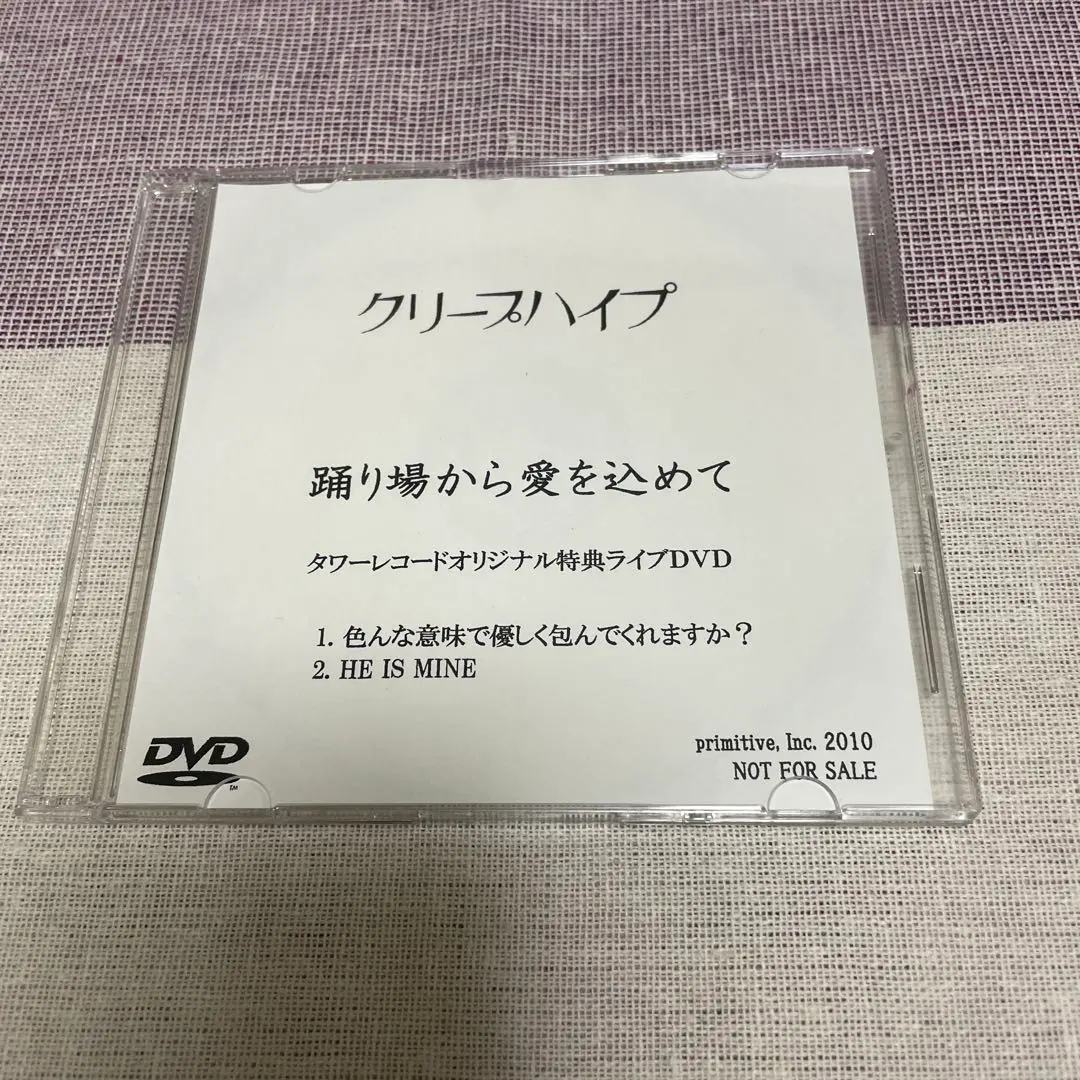 クリープハイプ
踊り場から愛を込めて
タワーレコードオリジナル特典ライブDVD
1. 色んな意味で優しく包んでくれますか？
2. HE IS MINE
DVD
TM
primitive, Inc. 2010
NOT FOR SALE